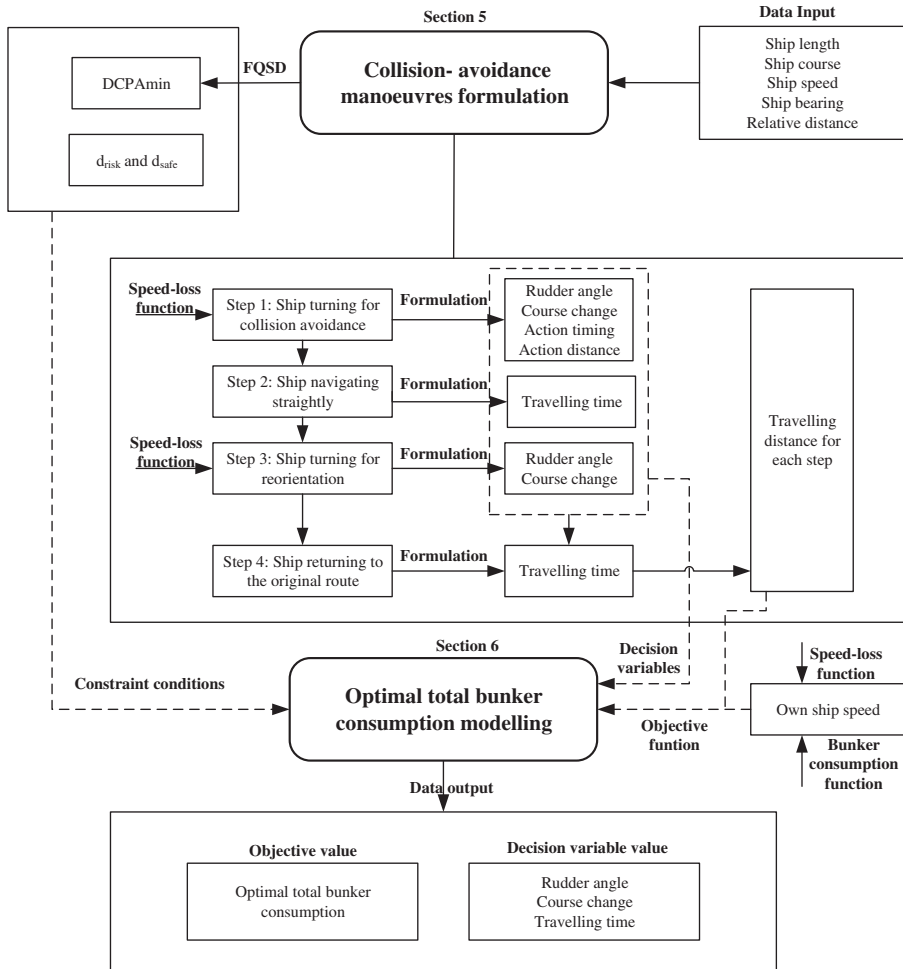 Section 5
Data Input
FQSD
DCPAmin
d_risk and d_safe
Collision- avoidance
manoeuvres formulation
Ship length
Ship course
Ship speed
Ship bearing
Relative distance
Speed-loss
function
Step 1: Ship turning for
collision avoidance
Formulation
Rudder angle
Course change
Action timing
Action distance
Step 2: Ship navigating
straightly
Formulation
Travelling time
Speed-loss
function
Step 3: Ship turning for
reorientation
Formulation
Rudder angle
Course change
Step 4: Ship returning to
the original route
Formulation
Travelling time
Travelling
distance for
each step
Section 6
Constraint conditions
Optimal total bunker
consumption modelling
Decision
variables
Objective
funtion
Speed-loss
function
Own ship speed
Bunker
consumption
function
Data output
Objective value
Optimal total bunker
consumption
Decision variable value
Rudder angle
Course change
Travelling time